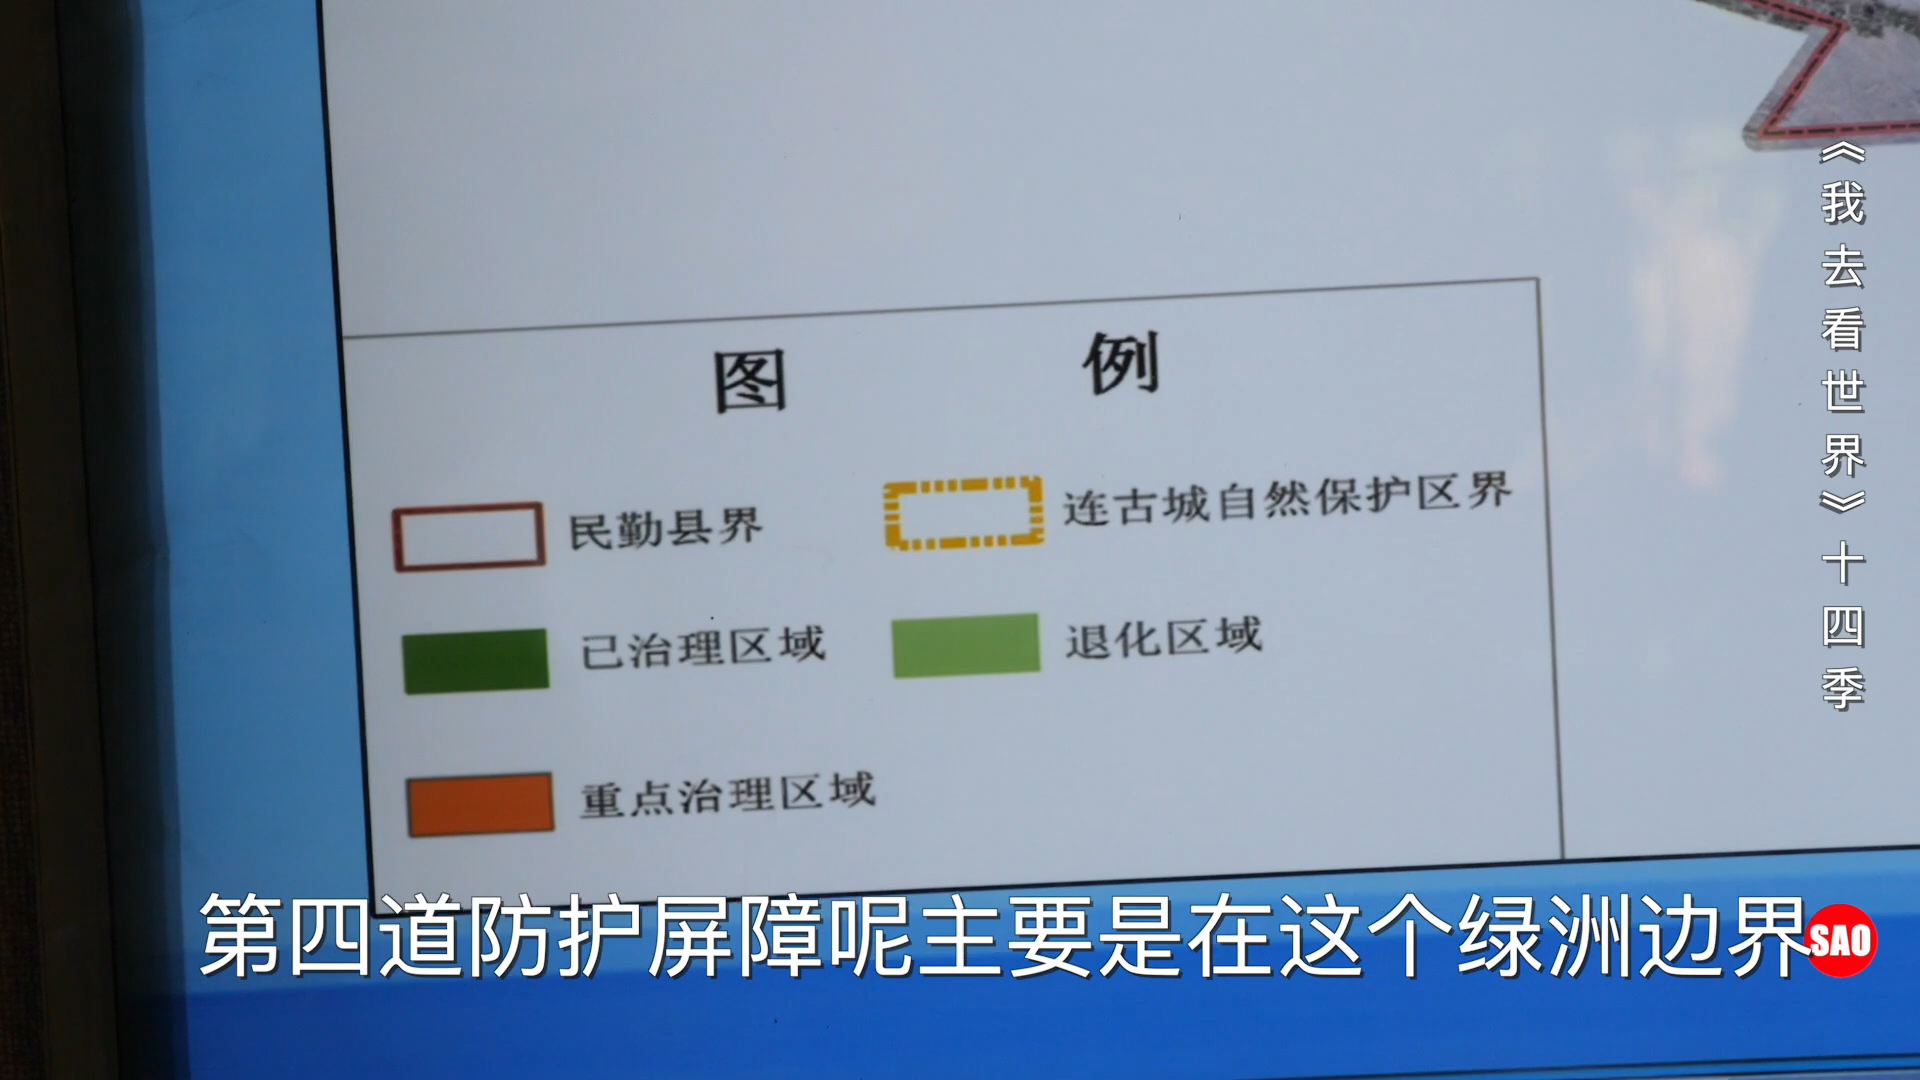 图 例
民勤县界
连古城自然保护区界
已治理区域
退化区域
重点治理区域
《我去看世界》十四季
第四道防护屏障呢主要是在这个绿洲边界
SAO